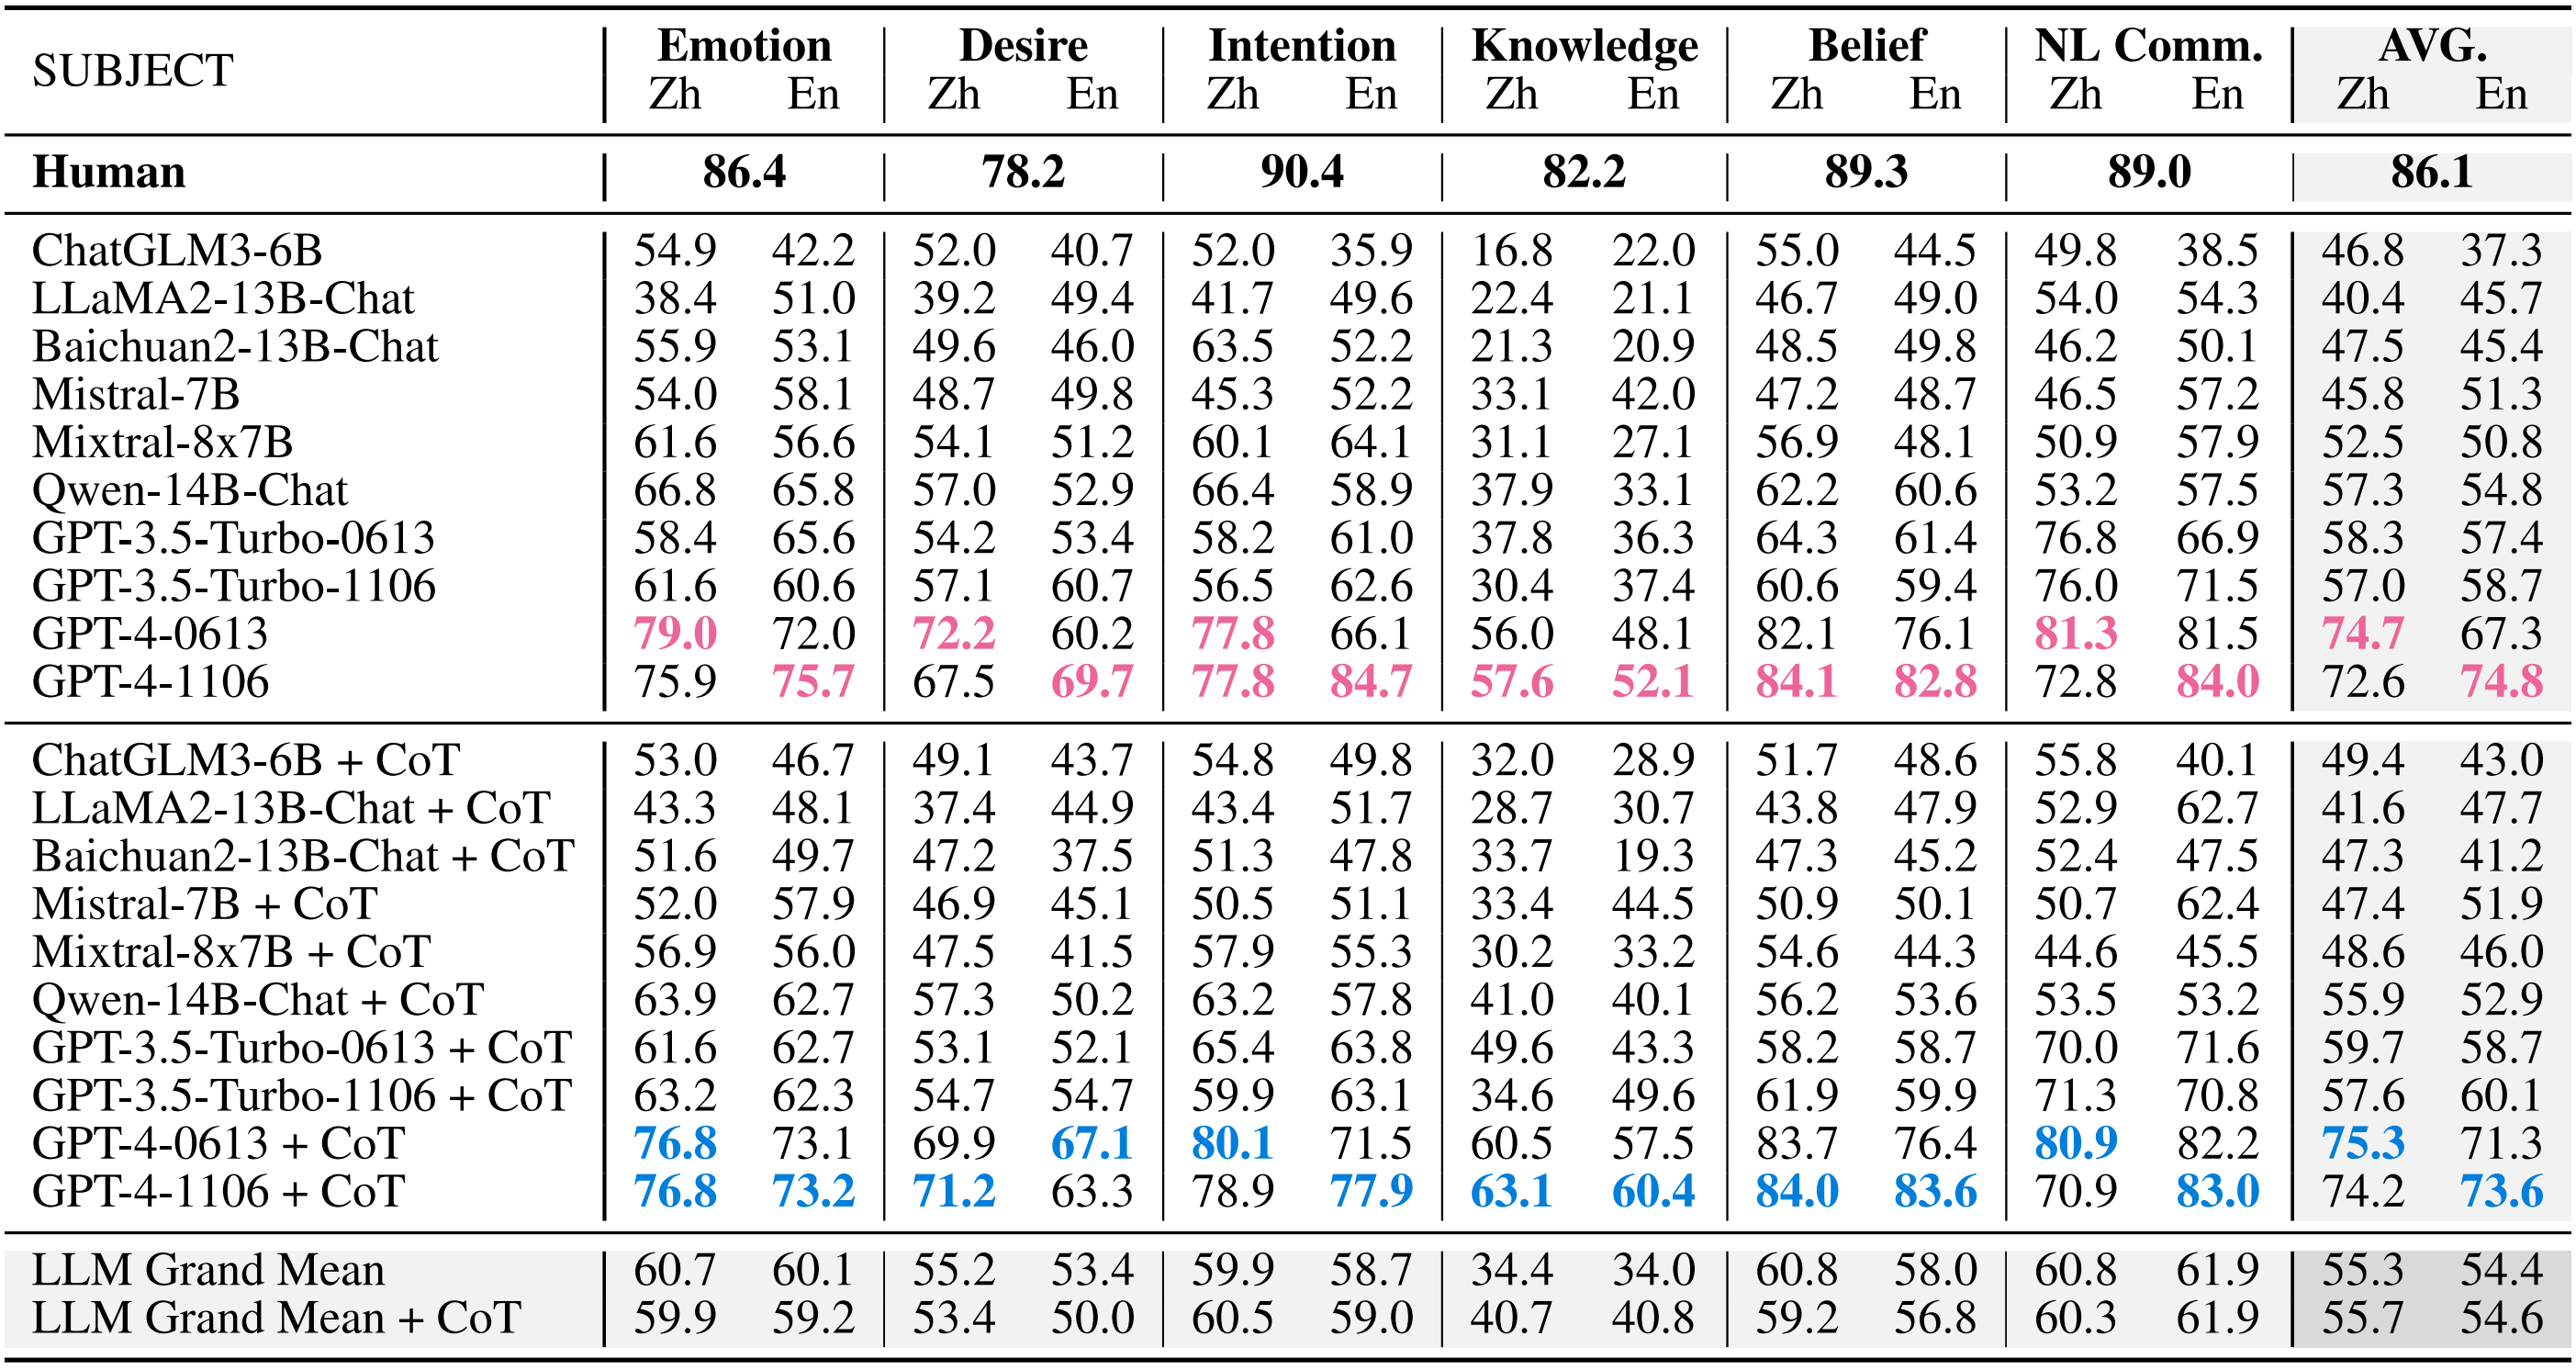 SUBJECT Emotion Desire Intention Knowledge Belief NL Comm. AVG.
Zh En Zh En Zh En Zh En Zh En Zh En Zh En
Human 86.4 78.2 90.4 82.2 89.3 89.0 86.1
ChatGLM3-6B 54.9 42.2 52.0 40.7 52.0 35.9 16.8 22.0 55.0 44.5 49.8 38.5 46.8 37.3
LLaMA2-13B-Chat 38.4 51.0 39.2 49.4 41.7 49.6 22.4 21.1 46.7 49.0 54.0 54.3 40.4 45.7
Baichuan2-13B-Chat 55.9 53.1 49.6 46.0 63.5 52.2 21.3 20.9 48.5 49.8 46.2 50.1 47.5 45.4
Mistral-7B 54.0 58.1 48.7 49.8 45.3 52.2 33.1 42.0 47.2 48.7 46.5 57.2 45.8 51.3
Mixtral-8x7B 61.6 56.6 54.1 51.2 60.1 64.1 31.1 27.1 56.9 48.1 50.9 57.9 52.5 50.8
Qwen-14B-Chat 66.8 65.8 57.0 52.9 66.4 58.9 37.9 33.1 62.2 60.6 53.2 57.5 57.3 54.8
GPT-3.5-Turbo-0613 58.4 65.6 54.2 53.4 58.2 61.0 37.8 36.3 64.3 61.4 76.8 66.9 58.3 57.4
GPT-3.5-Turbo-1106 61.6 60.6 57.1 60.7 56.5 62.6 30.4 37.4 60.6 59.4 76.0 71.5 57.0 58.7
GPT-4-0613 79.0 72.0 72.2 60.2 77.8 66.1 56.0 48.1 82.1 76.1 81.3 81.5 74.7 67.3
GPT-4-1106 75.9 75.7 67.5 69.7 77.8 84.7 57.6 52.1 84.1 82.8 72.8 84.0 72.6 74.8
ChatGLM3-6B + CoT 53.0 46.7 49.1 43.7 54.8 49.8 32.0 28.9 51.7 48.6 55.8 40.1 49.4 43.0
LLaMA2-13B-Chat + CoT 43.3 48.1 37.4 44.9 43.4 51.7 28.7 30.7 43.8 47.9 52.9 62.7 41.6 47.7
Baichuan2-13B-Chat + CoT 51.6 49.7 47.2 37.5 51.3 47.8 33.7 19.3 47.3 45.2 52.4 47.5 47.3 41.2
Mistral-7B + CoT 52.0 57.9 46.9 45.1 50.5 51.1 33.4 44.5 50.9 50.1 50.7 62.4 47.4 51.9
Mixtral-8x7B + CoT 56.9 56.0 47.5 41.5 57.9 55.3 30.2 33.2 54.6 44.3 44.6 45.5 48.6 46.0
Qwen-14B-Chat + CoT 63.9 62.7 57.3 50.2 63.2 57.8 41.0 40.1 56.2 53.6 53.5 53.2 55.9 52.9
GPT-3.5-Turbo-0613 + CoT 61.6 62.7 53.1 52.1 65.4 63.8 49.6 43.3 58.2 58.7 70.0 71.6 59.7 58.7
GPT-3.5-Turbo-1106 + CoT 63.2 62.3 54.7 54.7 59.9 63.1 34.6 49.6 61.9 59.9 71.3 70.8 57.6 60.1
GPT-4-0613 + CoT 76.8 73.1 69.9 67.1 80.1 71.5 60.5 57.5 83.7 76.4 80.9 82.2 75.3 71.3
GPT-4-1106 + CoT 76.8 73.2 71.2 63.3 78.9 77.9 63.1 60.4 84.0 83.6 70.9 83.0 74.2 73.6
LLM Grand Mean 60.7 60.1 55.2 53.4 59.9 58.7 34.4 34.0 60.8 58.0 60.8 61.9 55.3 54.4
LLM Grand Mean + CoT 59.9 59.2 53.4 50.0 60.5 59.0 40.7 40.8 59.2 56.8 60.3 61.9 55.7 54.6